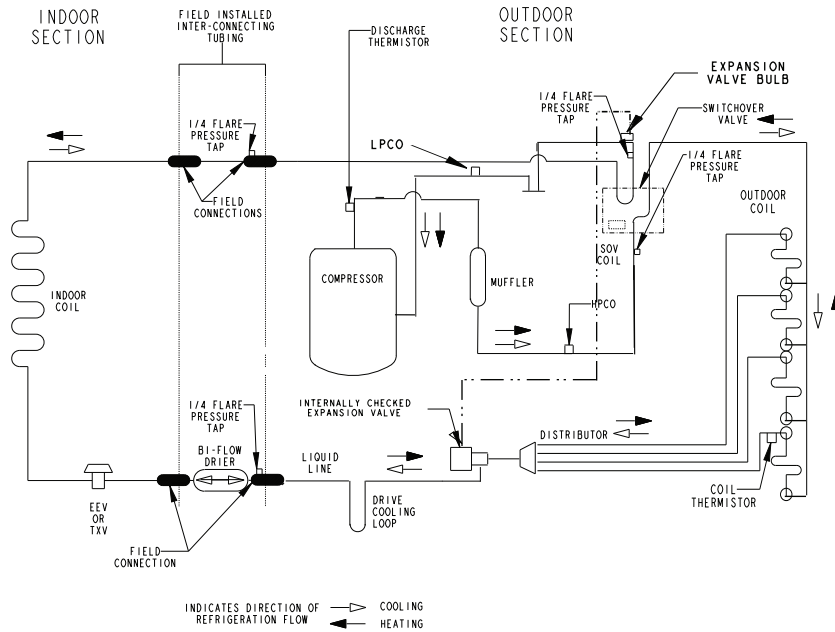 INDOOR
SECTION
FIELD INSTALLED
INTER-CONNECTING
TUBING
OUTDOOR
SECTION
DISCHARGE
THERMISTOR
EXPANSION
VALVE BULB
1/4 FLARE
PRESSURE
TAP
SWITCHOVER
VALVE
1/4 FLARE
PRESSURE
TAP
LPCO
1/4 FLARE
PRESSURE
TAP
FIELD
CONNECTIONS
OUTDOOR
COIL
SOV
COIL
COMPRESSOR
MUFFLER
INDOOR
COIL
HPCO
1/4 FLARE
PRESSURE
TAP
INTERNALLY CHECKED
EXPANSION VALVE
BI-FLOW
DRIER
LIQUID
LINE
DISTRIBUTOR
COIL
THERMISTOR
EEV
OR
TXV
DRIVE
COOLING
LOOP
FIELD
CONNECTION
INDICATES DIRECTION OF
REFRIGERATION FLOW
COOLING
HEATING